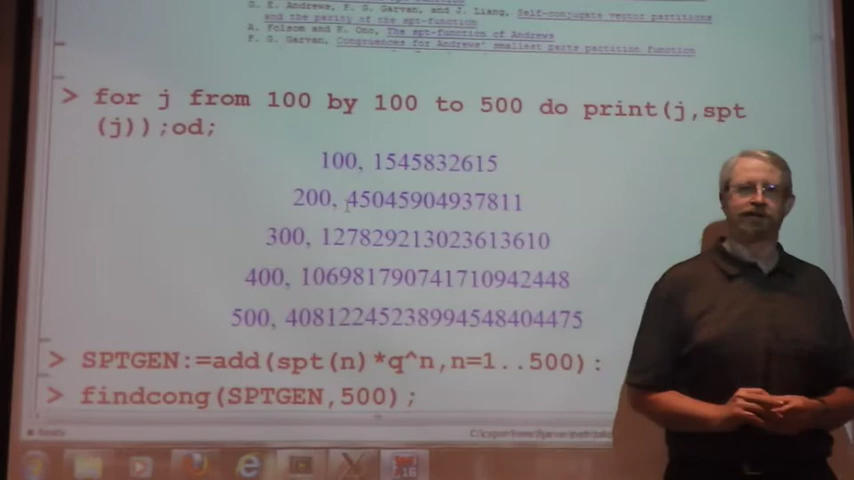 G. E. Andrews, F. G. Garvan, and J. Liang, Self-conjugate vector partitions
and the parity of the spt-function
A. Folsom and K. Ono, The spt-function of Andrews
F. G. Garvan, Congruences for Andrews' smallest parts partition function
> for j from 100 by 100 to 500 do print(j,spt
(j));od;
100, 1545832615
200, 45045904937811
300, 127829213023613610
400, 106981790741710942448
500, 40812245238994548404475
> SPTGEN:=add(spt(n)*q^n,n=1..500):
> findcong(SPTGEN,500);